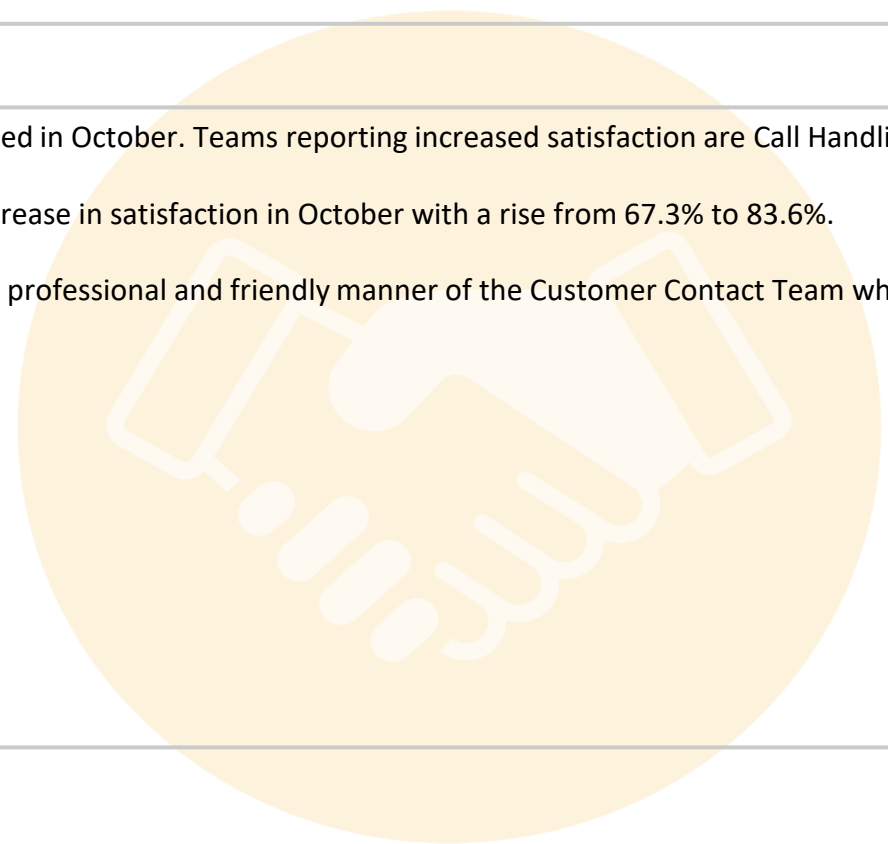 ed in October. Teams reporting increased satisfaction are Call Handli
rease in satisfaction in October with a rise from 67.3% to 83.6%.
professional and friendly manner of the Customer Contact Team wh